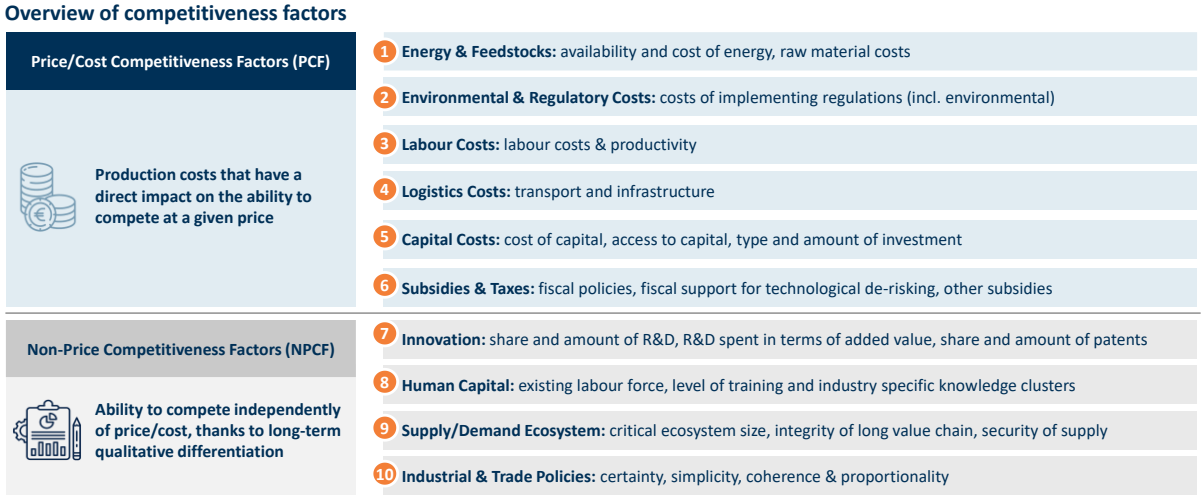 Overview of competitiveness factors
Price/Cost Competitiveness Factors (PCF)
Production costs that have a
direct impact on the ability to
compete at a given price
€
1 Energy & Feedstocks: availability and cost of energy, raw material costs
2 Environmental & Regulatory Costs: costs of implementing regulations (incl. environmental)
3 Labour Costs: labour costs & productivity
4 Logistics Costs: transport and infrastructure
5 Capital Costs: cost of capital, access to capital, type and amount of investment
6 Subsidies & Taxes: fiscal policies, fiscal support for technological de-risking, other subsidies
Non-Price Competitiveness Factors (NPCF)
Ability to compete independently
of price/cost, thanks to long-term
qualitative differentiation
7 Innovation: share and amount of R&D, R&D spent in terms of added value, share and amount of patents
8 Human Capital: existing labour force, level of training and industry specific knowledge clusters
9 Supply/Demand Ecosystem: critical ecosystem size, integrity of long value chain, security of supply
10 Industrial & Trade Policies: certainty, simplicity, coherence & proportionality